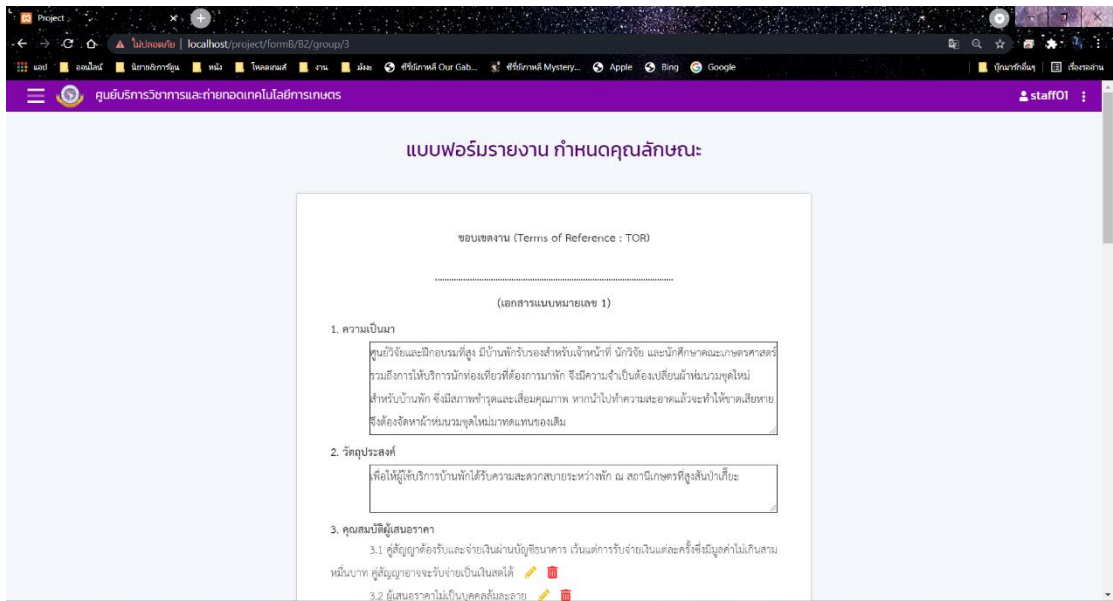 Project
ไม่ปลอดภัย | localhost/project/formB/B2/group/3
แอป ออนไลน์ นิยาย&การ์ตูน หนัง โหลดเกมส์ งาน ม่งงะ ซีรี่ย์เกาหลี Our Gab... ซีรี่ย์เกาหลี Mystery... Apple Bing Google บุ๊กมาร์กอื่นๆ เรื่องรออ่าน
ศูนย์บริการวิชาการและถ่ายทอดเทคโนโลยีการเกษตร staff01
แบบฟอร์มรายงาน กำหนดคุณลักษณะ
ขอบเขตงาน (Terms of Reference : TOR)
(เอกสารแนบหมายเลข 1)
1. ความเป็นมา
ศูนย์วิจัยและฝึกอบรมที่สูง มีบ้านพักรับรองสำหรับเจ้าหน้าที่ นักวิจัย และนักศึกษาคณะเกษตรศาสตร์
รวมถึงการให้บริการนักท่องเที่ยวที่ต้องการมาพัก จึงมีความจำเป็นต้องเปลี่ยนผ้าห่มนวมชุดใหม่
สำหรับบ้านพัก ซึ่งมีสภาพชำรุดและเสื่อมคุณภาพ หากนำไปทำความสะอาดแล้วจะทำให้ขาดเสียหาย
จึงต้องจัดหาผ้าห่มนวมชุดใหม่มาทดแทนของเดิม
2. วัตถุประสงค์
เพื่อให้ผู้ใช้บริการบ้านพักได้รับความสะดวกสบายระหว่างพัก ณ สถานีเกษตรที่สูงสันป่าเกี๊ยะ
3. คุณสมบัติผู้เสนอราคา
3.1 คู่สัญญาต้องรับและจ่ายเงินผ่านบัญชีธนาคาร เว้นแต่การรับจ่ายเงินแต่ละครั้งซึ่งมีมูลค่าไม่เกินสาม
หมื่นบาท คู่สัญญาอาจจะรับจ่ายเป็นเงินสดได้
3.2 ผู้เสนอราคาไม่เป็นบุคคลล้มละลาย